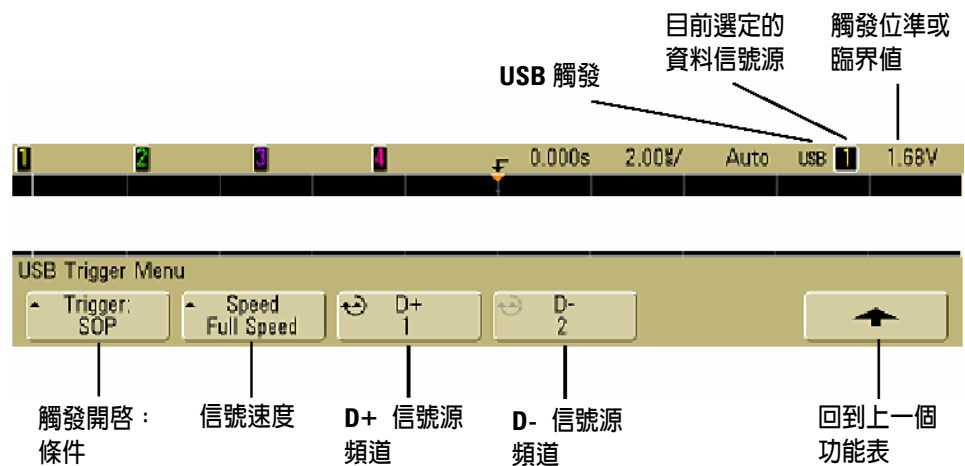 目前選定的
資料信號源
觸發位準或
臨界值
USB 觸發
1 2 3 4 0.000s 2.00㎲/ Auto USB 1 1.68V
USB Trigger Menu
Trigger:
SOP
Speed
Full Speed
D+
1
D-
2
觸發開啓：
條件
信號速度
D+ 信號源
頻道
D- 信號源
頻道
回到上一個
功能表